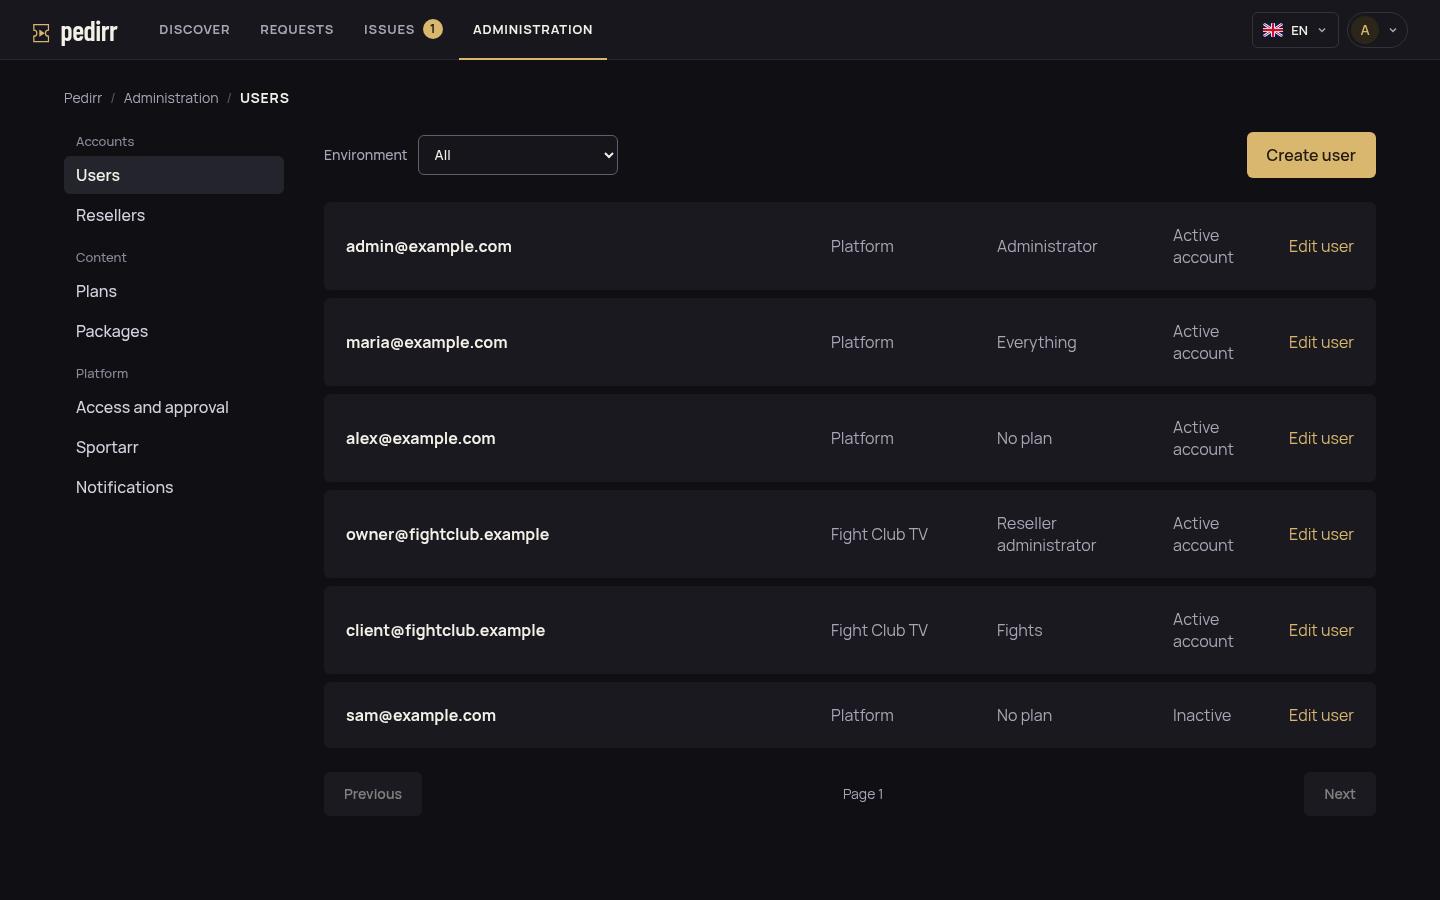 pedirr
DISCOVER
REQUESTS
ISSUES 1
ADMINISTRATION
EN
A
Pedirr / Administration / USERS
Accounts
Users
Resellers
Content
Plans
Packages
Platform
Access and approval
Sportarr
Notifications
Environment
All
Create user
admin@example.com
Platform
Administrator
Active
account
Edit user
maria@example.com
Platform
Everything
Active
account
Edit user
alex@example.com
Platform
No plan
Active
account
Edit user
owner@fightclub.example
Fight Club TV
Reseller
administrator
Active
account
Edit user
client@fightclub.example
Fight Club TV
Fights
Active
account
Edit user
sam@example.com
Platform
No plan
Inactive
Edit user
Previous
Page 1
Next